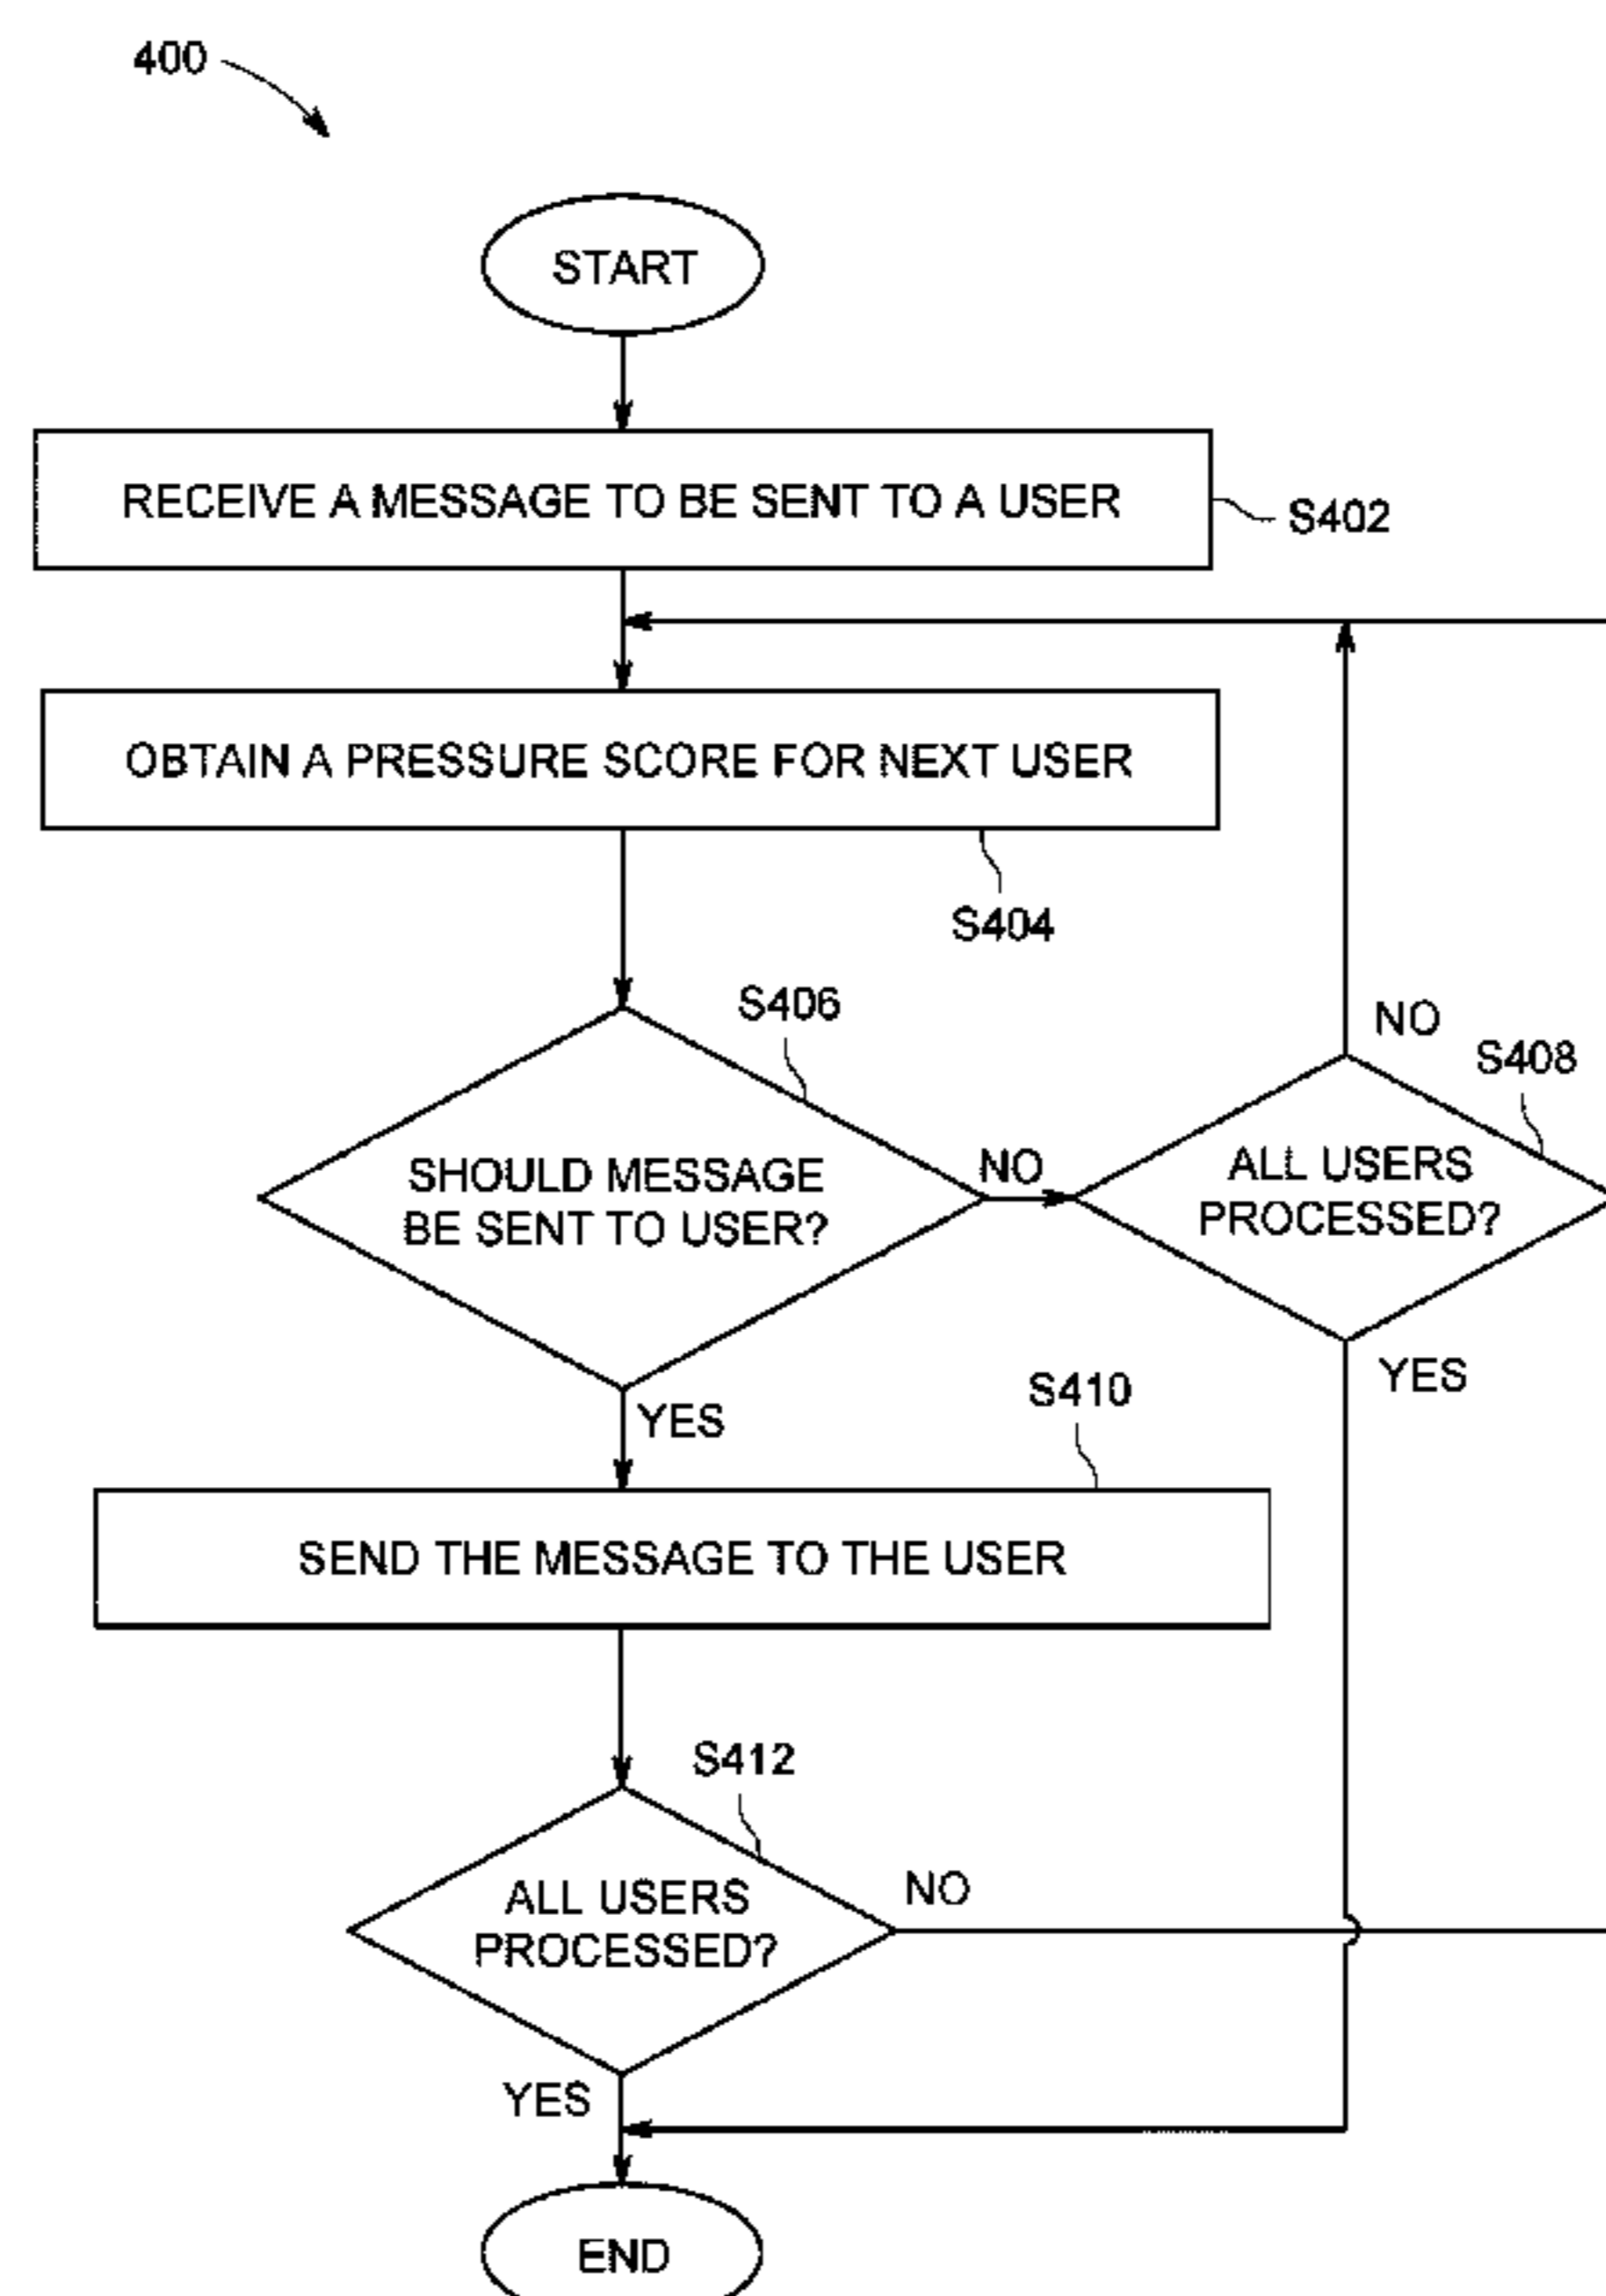 400
START
RECEIVE A MESSAGE TO BE SENT TO A USER
S402
OBTAIN A PRESSURE SCORE FOR NEXT USER
S404
S406
SHOULD MESSAGE
BE SENT TO USER?
NO
NO
S408
ALL USERS
PROCESSED?
YES
YES
S410
SEND THE MESSAGE TO THE USER
S412
ALL USERS
PROCESSED?
NO
YES
END